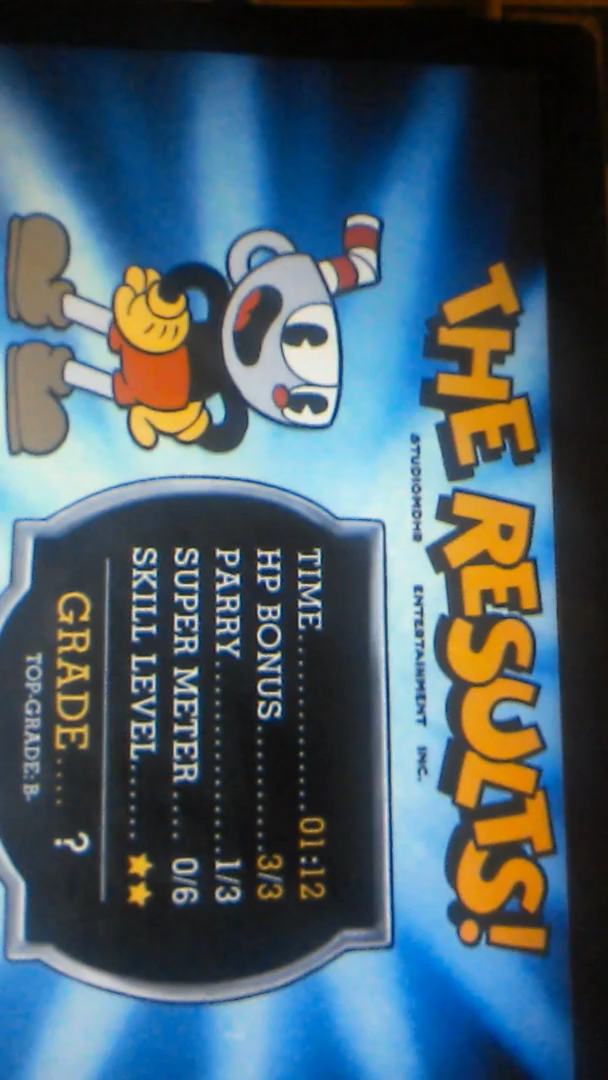 THE RESULTS!
STUDIOMDHR ENTERTAINMENT INC.
TIME.................01:12
HP BONUS...........3/3
PARRY................1/3
SUPER METER..... 0/6
SKILL LEVEL....... ★★
GRADE.... ?
TOP-GRADE: B-